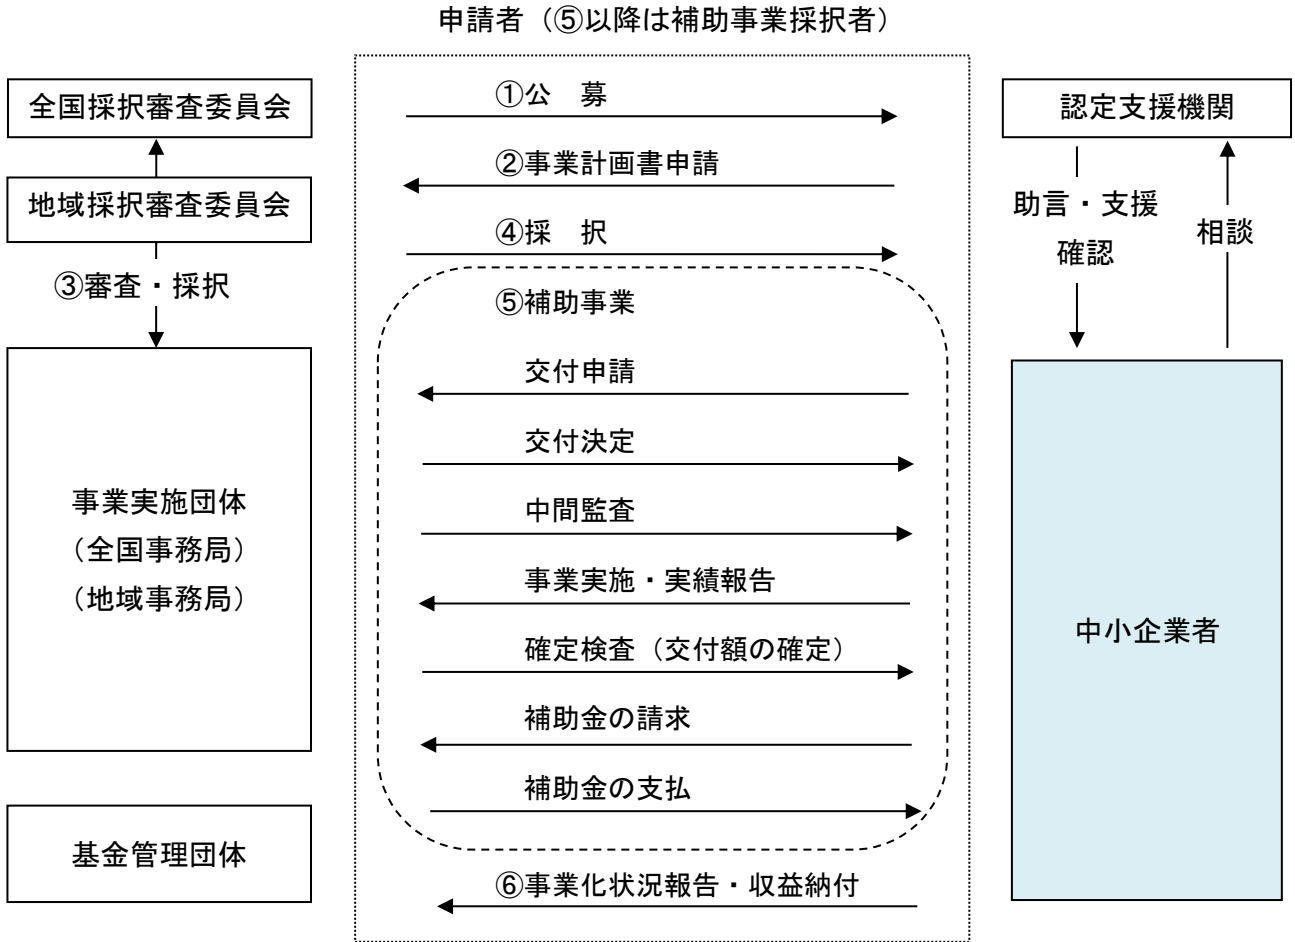 申請者（⑤以降は補助事業採択者）
全国採択審査委員会
地域採択審査委員会
③審査・採択
事業実施団体
（全国事務局）
（地域事務局）
基金管理団体
①公　募
②事業計画書申請
④採　択
⑤補助事業
交付申請
交付決定
中間監査
事業実施・実績報告
確定検査（交付額の確定）
補助金の請求
補助金の支払
⑥事業化状況報告・収益納付
認定支援機関
助言・支援
確認
相談
中小企業者